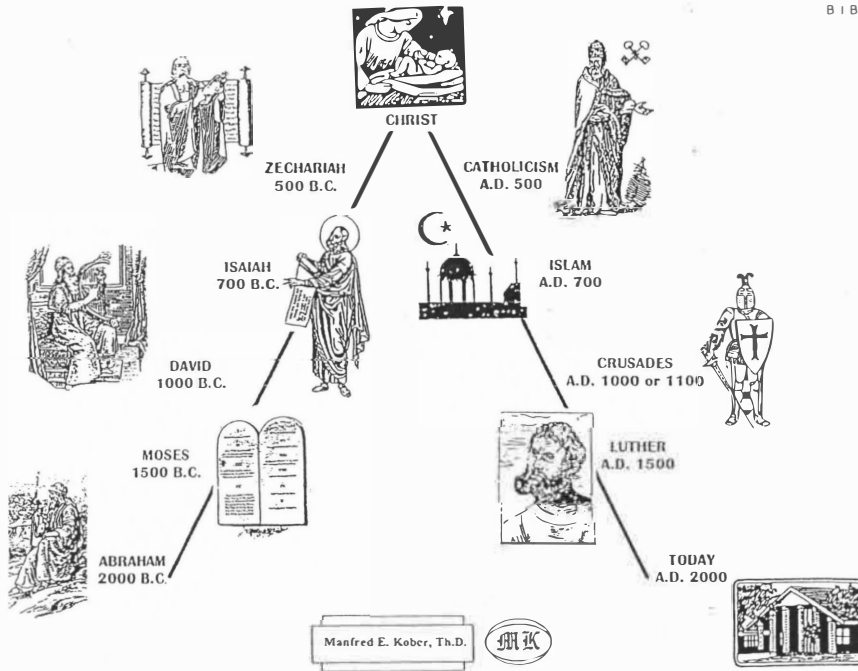 BIB
CHRIST
ZECHARIAH
500 B.C.
CATHOLICISM
A.D. 500
ISAIAH
700 B.C.
ISLAM
A.D. 700
DAVID
1000 B.C.
CRUSADES
A.D. 1000 or 1100
MOSES
1500 B.C.
LUTHER
A.D. 1500
ABRAHAM
2000 B.C.
TODAY
A.D. 2000
Manfred E. Kober, Th.D.
MK